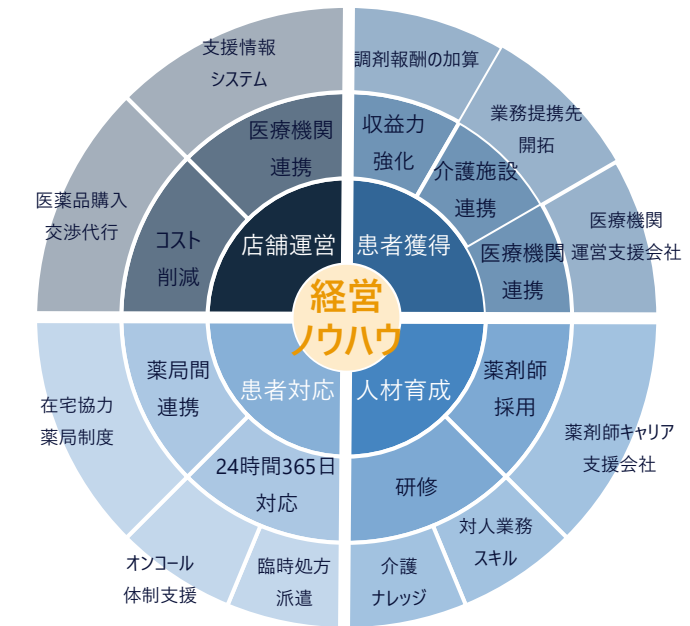 支援情報
システム
調剤報酬の加算
医療機関
連携
収益力
強化
業務提携先
開拓
介護施設
連携
医薬品購入
交渉代行
コスト
削減
店舗運営
患者獲得
医療機関
連携
医療機関
運営支援会社
経営
ノウハウ
薬局間
連携
患者対応
人材育成
薬剤師
採用
在宅協力
薬局制度
薬剤師キャリア
支援会社
24時間365日
対応
研修
オンコール
体制支援
臨時処方
派遣
介護
ナレッジ
対人業務
スキル